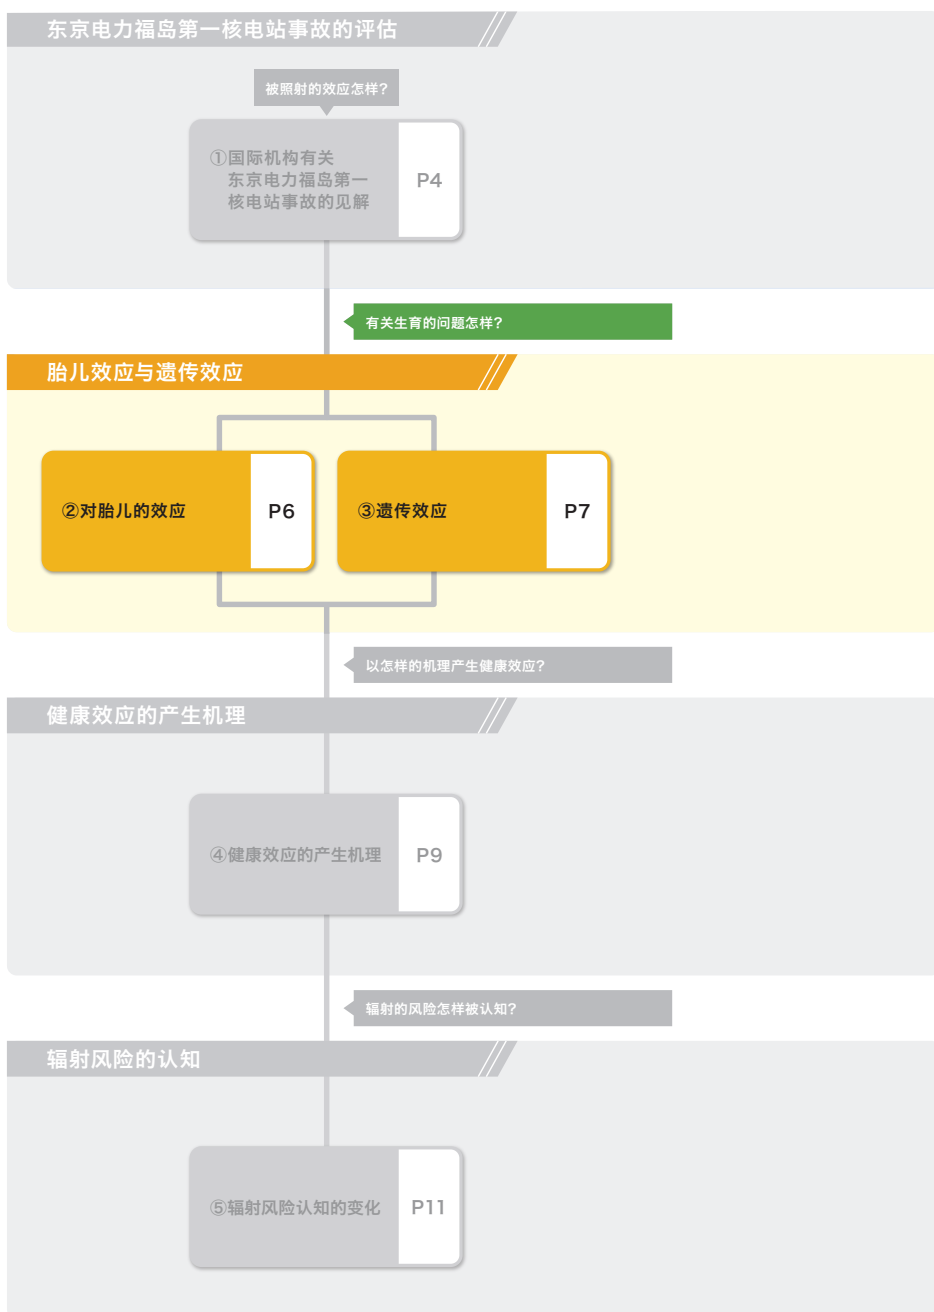 东京电力福岛第一核电站事故的评估
被照射的效应怎样?
①国际机构有关
东京电力福岛第一
核电站事故的见解
P4
有关生育的问题怎样?
胎儿效应与遗传效应
②对胎儿的效应
P6
③遗传效应
P7
以怎样的机理产生健康效应?
健康效应的产生机理
④健康效应的产生机理
P9
辐射的风险怎样被认知?
辐射风险的认知
⑤辐射风险认知的变化
P11